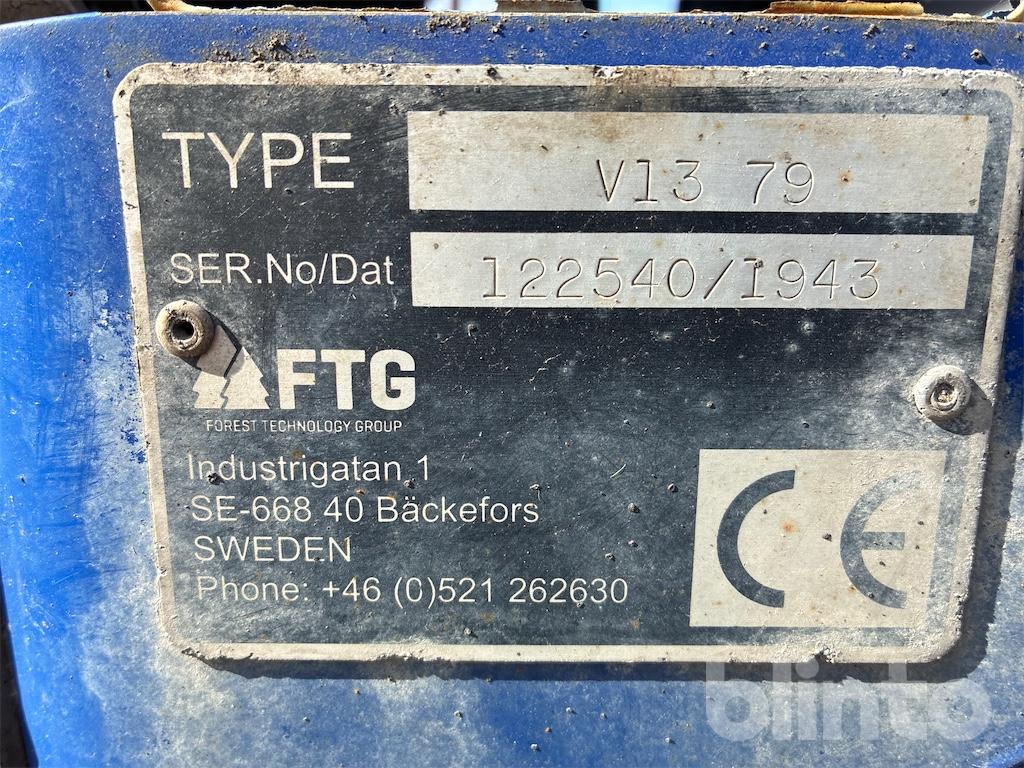 TYPE V13 79
SER.No/Dat 122540/1943
FTG
FOREST TECHNOLOGY GROUP
Industrigatan 1
SE-668 40 Bäckefors
SWEDEN
Phone: +46 (0)521 262630
CE
blinto